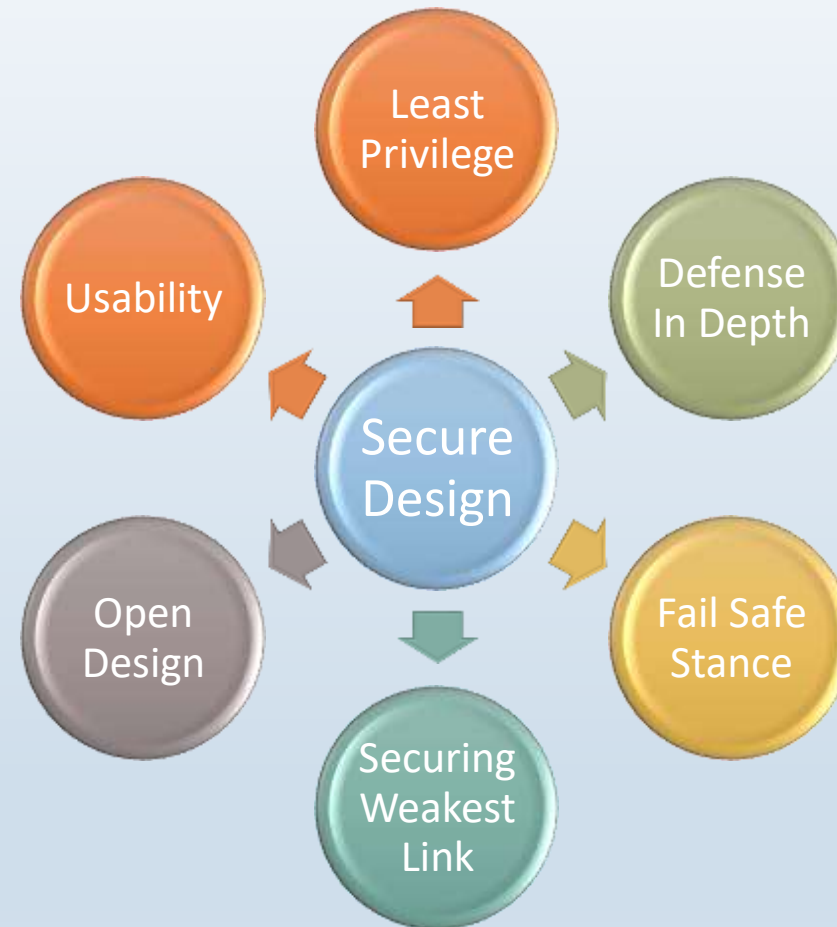 Least
Privilege
Usability
Defense
In Depth
Secure
Design
Open
Design
Fail Safe
Stance
Securing
Weakest
Link